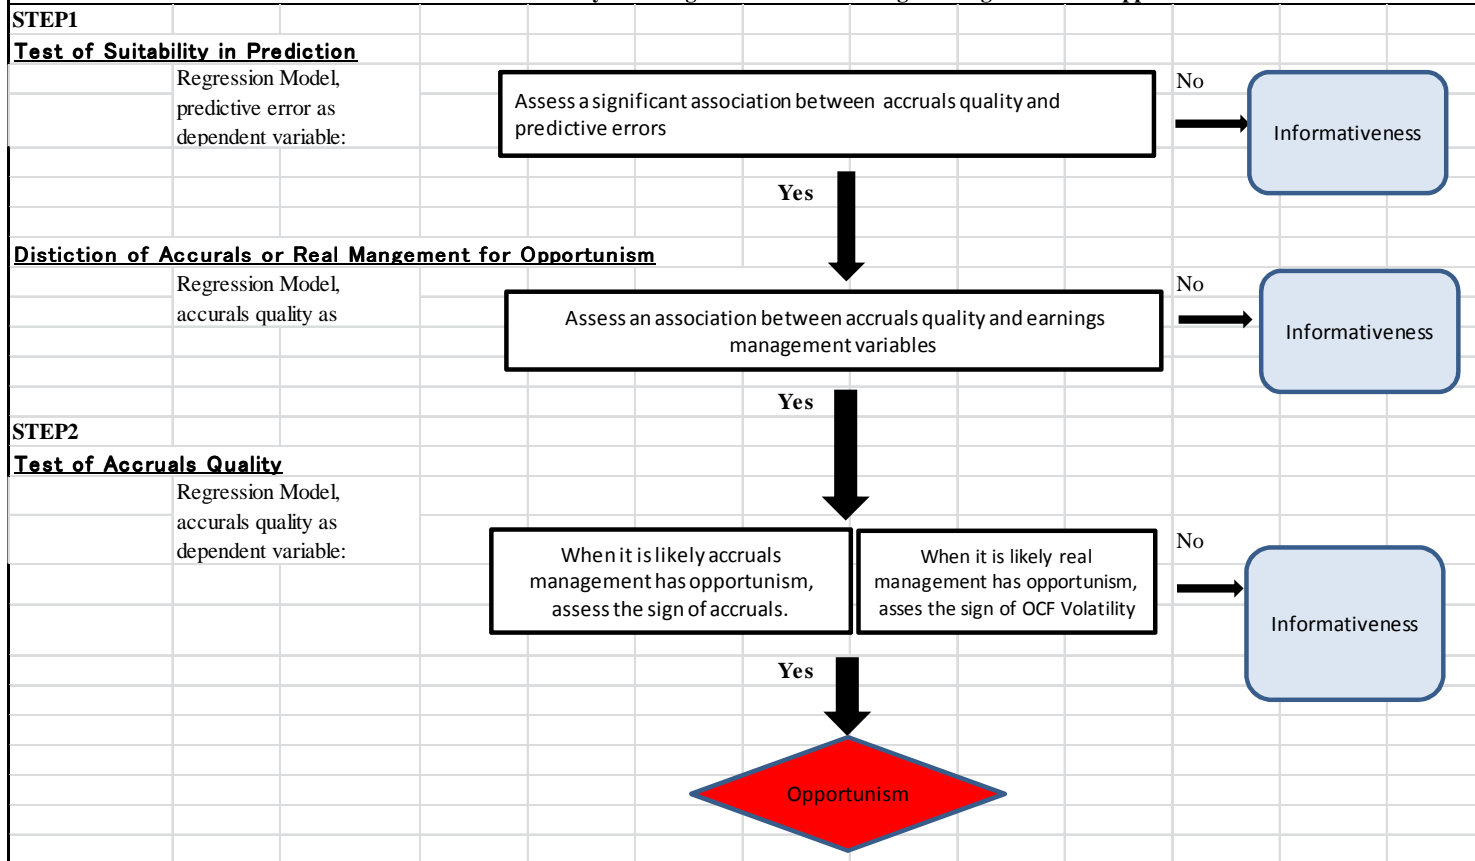 STEP1
Test of Suitability in Prediction
Regression Model,
predictive error as
dependent variable:
Assess a significant association between accruals quality and
predictive errors
No
Informativeness
Yes
Distiction of Accurals or Real Mangement for Opportunism
Regression Model,
accurals quality as
Assess an association between accruals quality and earnings
management variables
No
Informativeness
Yes
STEP2
Test of Accruals Quality
Regression Model,
accurals quality as
dependent variable:
When it is likely accruals
management has opportunism,
assess the sign of accruals.
When it is likely real
management has opportunism,
asses the sign of OCF Volatility
No
Informativeness
Yes
Opportunism